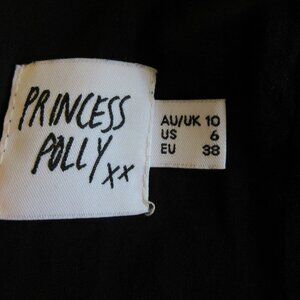 PRINCESS
POLLY xx
AU/UK 10
US 6
EU 38